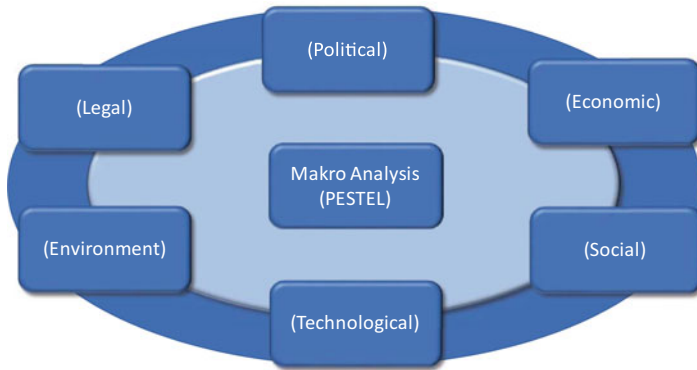 (Political)
(Legal)
(Economic)
Makro Analysis
(PESTEL)
(Environment)
(Social)
(Technological)